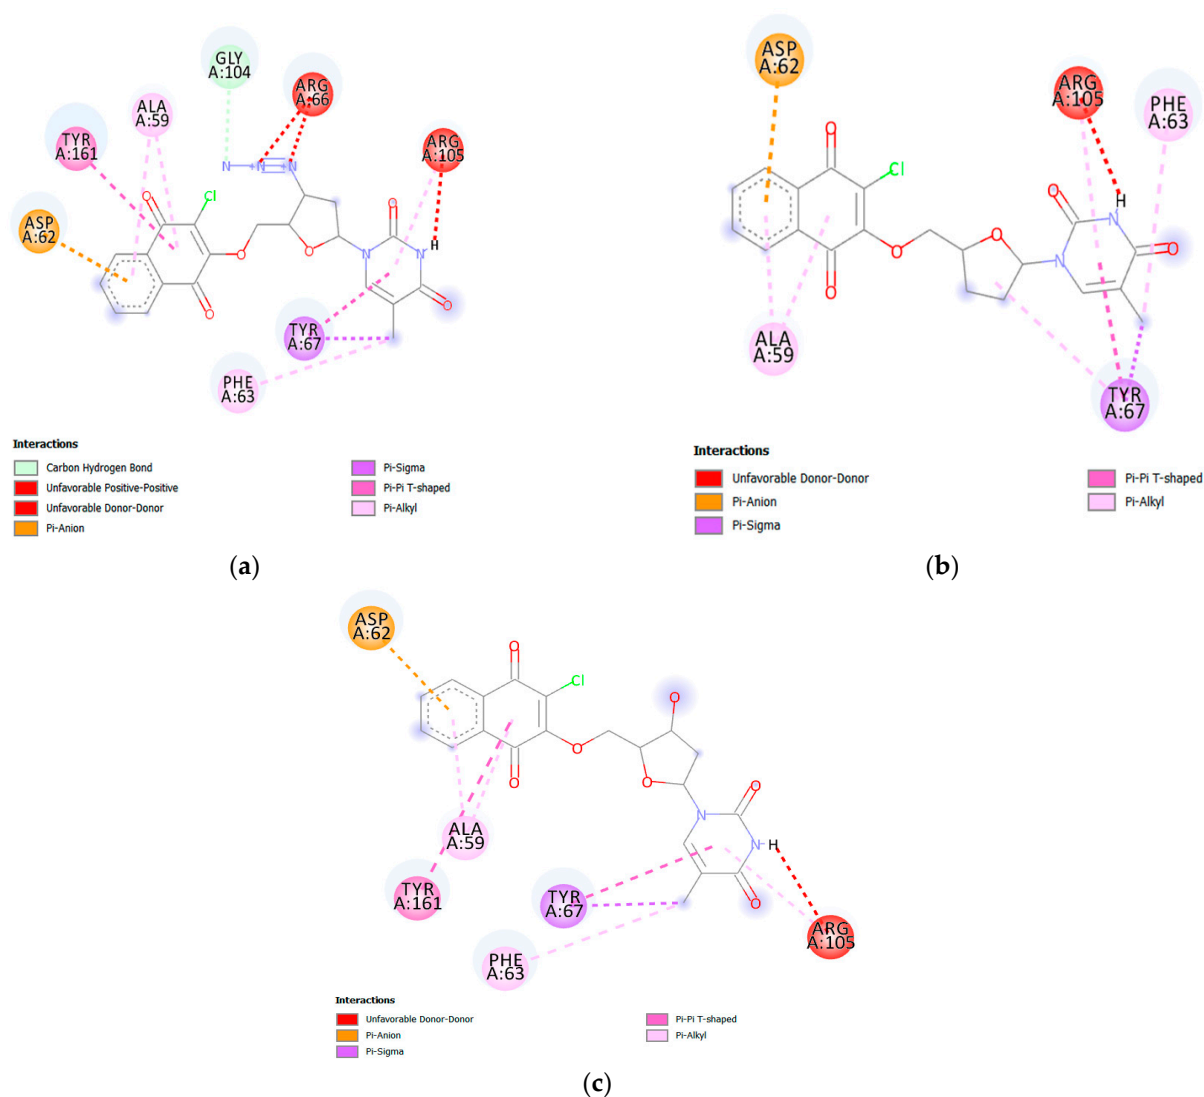 GLY
A:104
ARG
A:66
ALA
A:59
TYR
A:161
ARG
A:105
ASP
A:62
N
N
N
+
+
Cl
O
O
O
O
O
O
N
N
H
TYR
A:67
PHE
A:63
Interactions
Carbon Hydrogen Bond
Unfavorable Positive-Positive
Unfavorable Donor-Donor
Pi-Anion
Pi-Sigma
Pi-Pi T-shaped
Pi-Alkyl
(a)
ASP
A:62
ARG
A:105
PHE
A:63
O
Cl
O
O
O
O
O
N
N
H
ALA
A:59
TYR
A:67
Interactions
Unfavorable Donor-Donor
Pi-Anion
Pi-Sigma
Pi-Pi T-shaped
Pi-Alkyl
(b)
ASP
A:62
O
Cl
O
O
O
O
O
O
N
N
H
ALA
A:59
TYR
A:161
TYR
A:67
ARG
A:105
PHE
A:63
Interactions
Unfavorable Donor-Donor
Pi-Anion
Pi-Sigma
Pi-Pi T-shaped
Pi-Alkyl
(c)